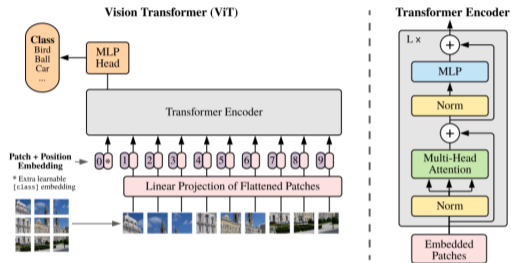 Vision Transformer (ViT)
Class
Bird
Ball
Car
...
MLP
Head
Transformer Encoder
Patch + Position
Embedding
* Extra learnable
[class] embedding
0 * 1 2 3 4 5 6 7 8 9
Linear Projection of Flattened Patches
Transformer Encoder
L x
+
MLP
Norm
+
Multi-Head
Attention
Norm
Embedded
Patches